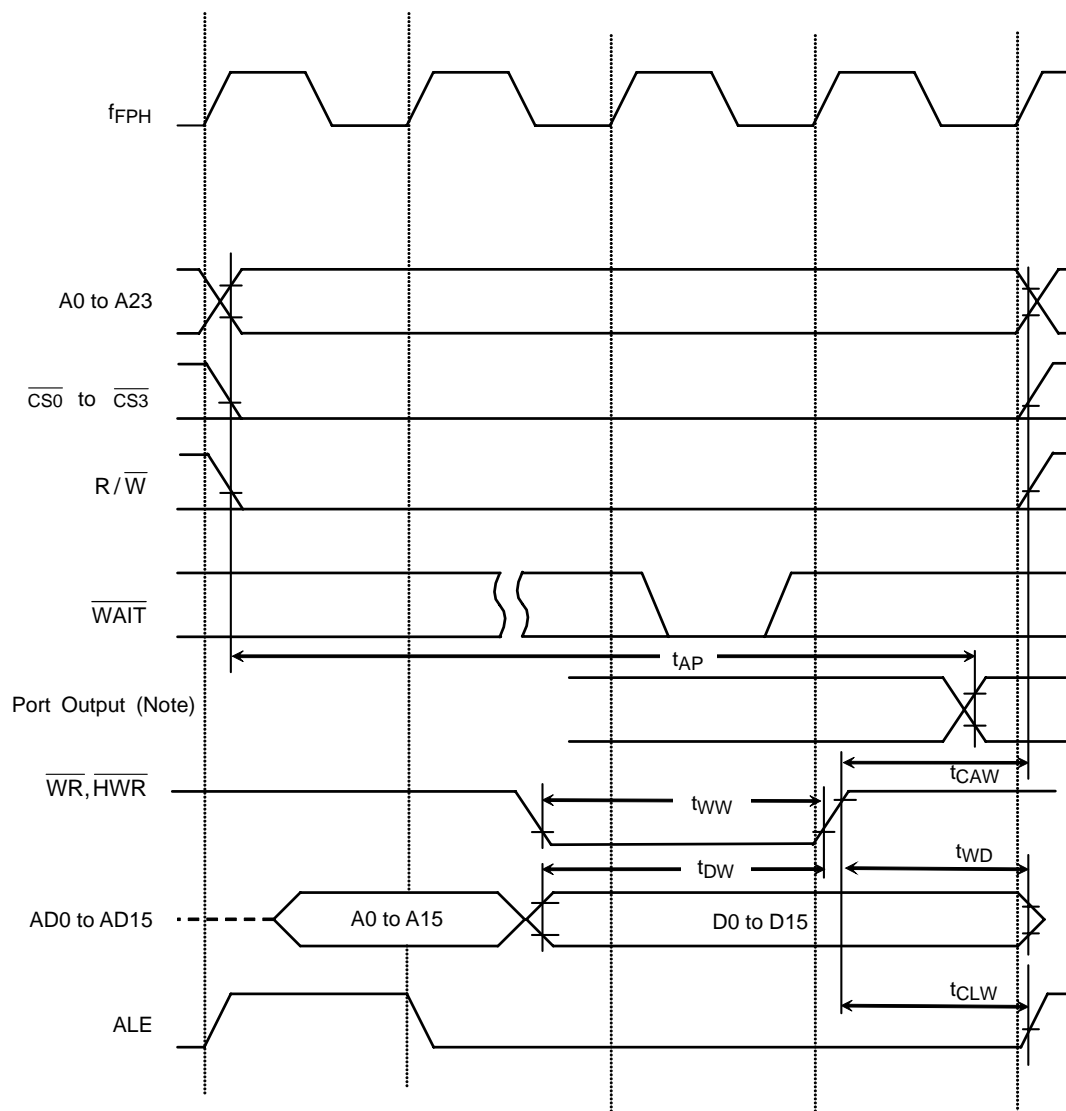 fFPH
A0 to A23
CS0 to CS3
R/W
WAIT
tAP
Port Output (Note)
tCAW
WR, HWR
tWW
tWD
tDW
AD0 to AD15
A0 to A15
D0 to D15
tCLW
ALE